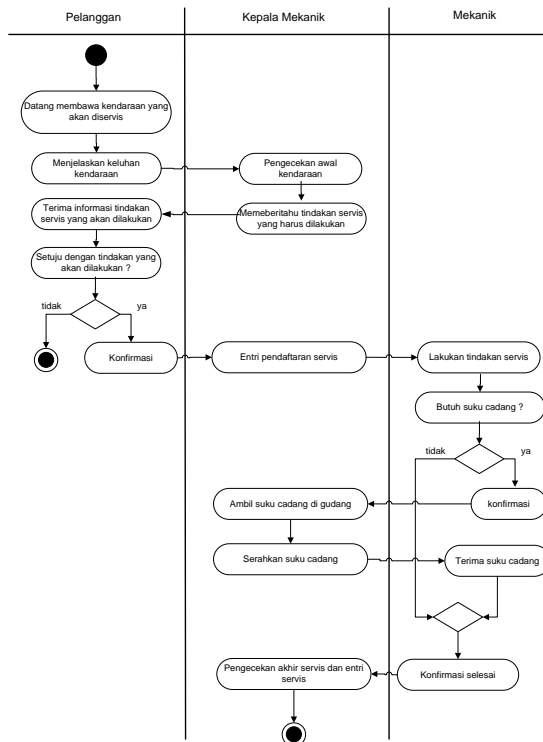 Pelanggan
Kepala Mekanik
Mekanik
Datang membawa kendaraan yang
akan diservis
Menjelaskan keluhan
kendaraan
Pengecekan awal
kendaraan
Terima informasi tindakan
servis yang akan dilakukan
Memeberitahu tindakan servis
yang harus dilakukan
Setuju dengan tindakan yang
akan dilakukan ?
tidak
ya
Konfirmasi
Entri pendaftaran servis
Lakukan tindakan servis
Butuh suku cadang ?
tidak
ya
Ambil suku cadang di gudang
konfirmasi
Serahkan suku cadang
Terima suku cadang
Pengecekan akhir servis dan entri
servis
Konfirmasi selesai